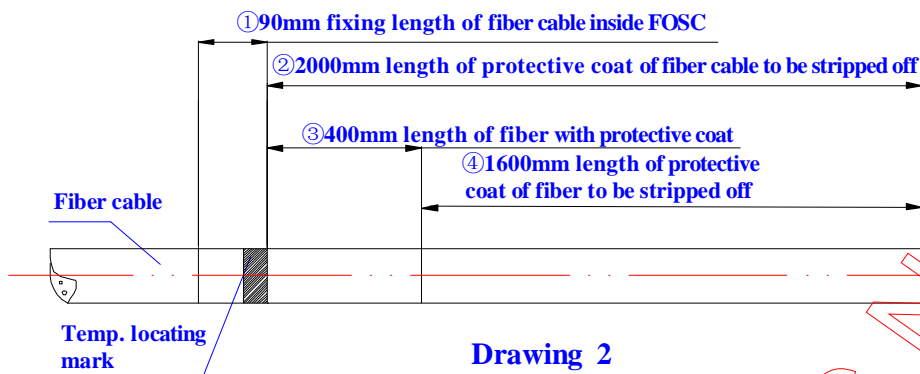 ①90mm fixing length of fiber cable inside FOSC
②2000mm length of protective coat of fiber cable to be stripped off
③400mm length of fiber with protective coat
④1600mm length of protective
coat of fiber to be stripped off
Fiber cable
Temp. locating
mark
Drawing 2